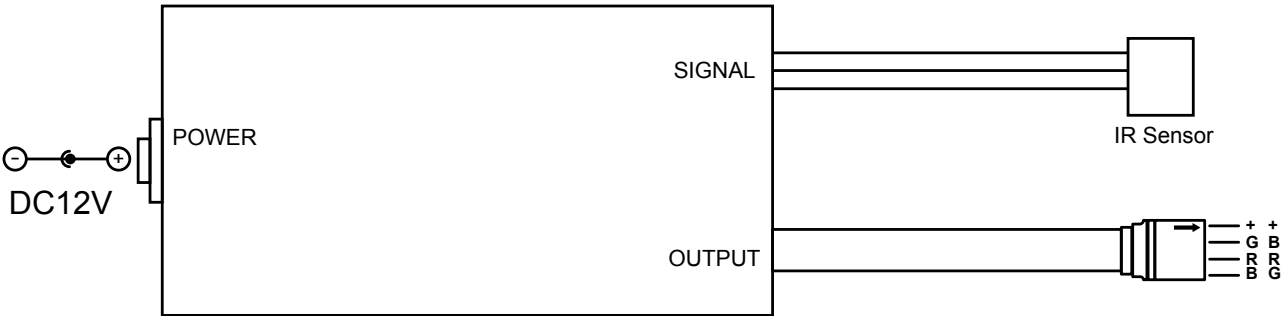 SIGNAL
IR Sensor
POWER
- +
DC12V
OUTPUT
+ +
G B
R R
B G